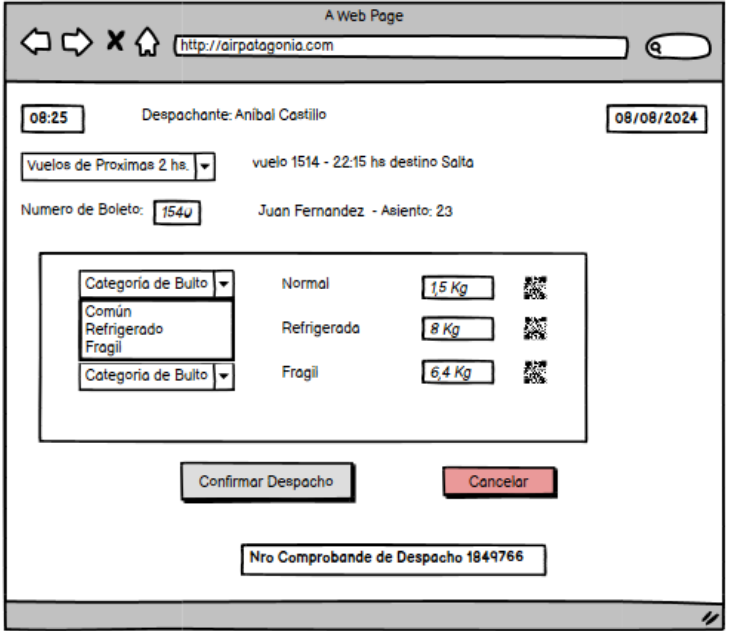 A Web Page
http://airpatagonia.com
08:25
Despachante: Aníbal Castillo
08/08/2024
Vuelos de Proximas 2 hs.
vuelo 1514 - 22:15 hs destino Salta
Numero de Boleto:
1540
Juan Fernandez - Asiento: 23
Categoría de Bulto
Normal
1,5 Kg
Común
Refrigerado
Fragil
Refrigerada
8 Kg
Categoria de Bulto
Fragil
6,4 Kg
Confirmar Despacho
Cancelar
Nro Comprobande de Despacho 1849766